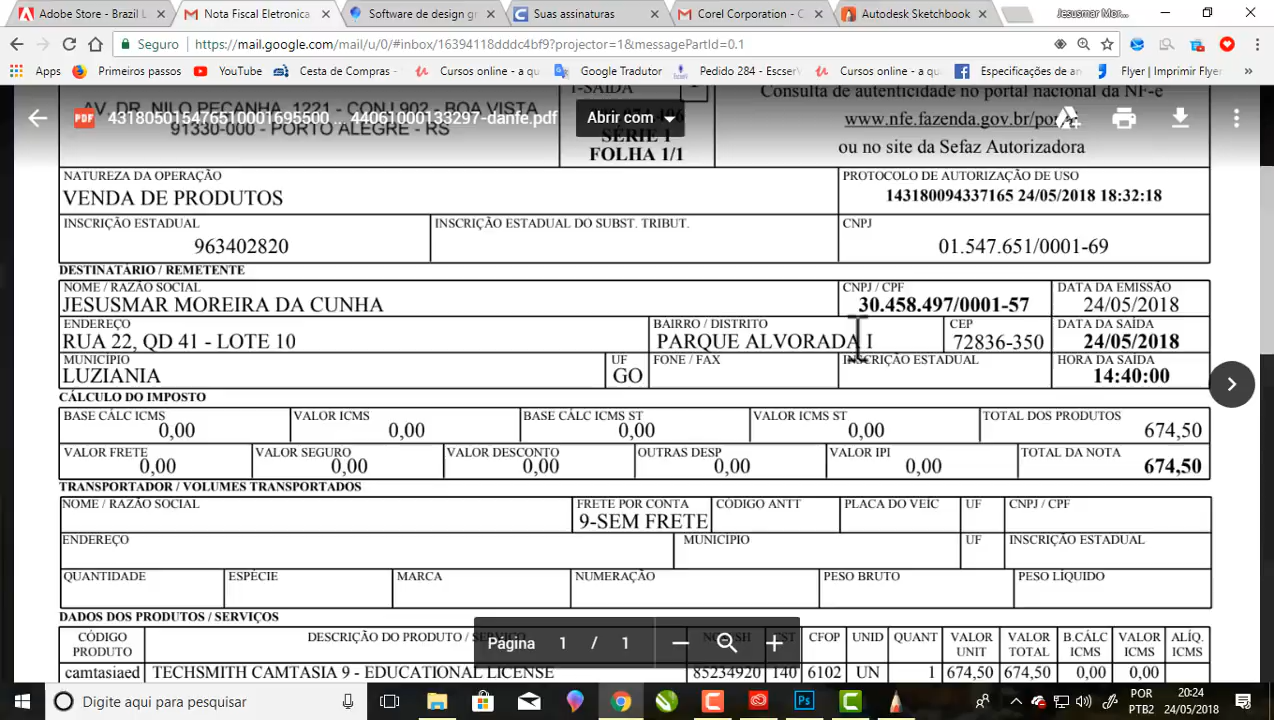 Adobe Store - Brazil L
Nota Fiscal Eletronica
Software de design gr
Suas assinaturas
Corel Corporation - C
Autodesk Sketchbook
Jesusmar Mor...
Seguro
https://mail.google.com/mail/u/0/#inbox/16394118dddc4bf9?projector=1&messagePartId=0.1
Apps
Primeiros passos
YouTube
Cesta de Compras -
Cursos online - a qu
Google Tradutor
Pedido 284 - EscSer
Cursos online - a qu
Especificações de an
Flyer | Imprimir Flye
1-SAÍDA
Consulta de autenticidade no portal nacional da NF-e
AV. DR. NILO PEÇANHA, 1221 - CONJ 902 - BOA VISTA
91330-000 - PORTO ALEGRE - RS
43180501547651000169550 0... 44061000133297-danfe.pdf
Abrir com
www.nfe.fazenda.gov.br/por
SÉRIE 1
FOLHA 1/1
ou no site da Sefaz Autorizadora
NATUREZA DA OPERAÇÃO
PROTOCOLO DE AUTORIZAÇÃO DE USO
VENDA DE PRODUTOS
143180094337165 24/05/2018 18:32:18
INSCRIÇÃO ESTADUAL
INSCRIÇÃO ESTADUAL DO SUBST. TRIBUT.
CNPJ
963402820
01.547.651/0001-69
DESTINATÁRIO / REMETENTE
NOME / RAZÃO SOCIAL
CNPJ / CPF
DATA DA EMISSÃO
JESUSMAR MOREIRA DA CUNHA
30.458.497/0001-57
24/05/2018
ENDEREÇO
BAIRRO / DISTRITO
CEP
DATA DA SAÍDA
RUA 22, QD 41 - LOTE 10
PARQUE ALVORADA I
72836-350
24/05/2018
MUNICÍPIO
UF
FONE / FAX
INSCRIÇÃO ESTADUAL
HORA DA SAÍDA
LUZIANIA
GO
14:40:00
CÁLCULO DO IMPOSTO
BASE CÁLC ICMS
VALOR ICMS
BASE CÁLC ICMS ST
VALOR ICMS ST
TOTAL DOS PRODUTOS
0,00
0,00
0,00
0,00
674,50
VALOR FRETE
VALOR SEGURO
VALOR DESCONTO
OUTRAS DESP
VALOR IPI
TOTAL DA NOTA
0,00
0,00
0,00
0,00
0,00
674,50
TRANSPORTADOR / VOLUMES TRANSPORTADOS
NOME / RAZÃO SOCIAL
FRETE POR CONTA
CÓDIGO ANTT
PLACA DO VEÍC
UF
CNPJ / CPF
9-SEM FRETE
ENDEREÇO
MUNICÍPIO
UF
INSCRIÇÃO ESTADUAL
QUANTIDADE
ESPÉCIE
MARCA
NUMERAÇÃO
PESO BRUTO
PESO LÍQUIDO
DADOS DOS PRODUTOS / SERVIÇOS
CÓDIGO PRODUTO
DESCRIÇÃO DO PRODUTO /
CFOP
UNID
QUANT
VALOR UNIT
VALOR TOTAL
B.CÁLC ICMS
VALOR ICMS
ALÍQ. ICMS
Página 1 / 1
camtasiaed
TECHSMITH CAMTASIA 9 - EDUCATIONAL LICENSE
85234920
140
6102
UN
1
674,50
674,50
0,00
0,00
Digite aqui para pesquisar
POR
PTB2
20:24
24/05/2018